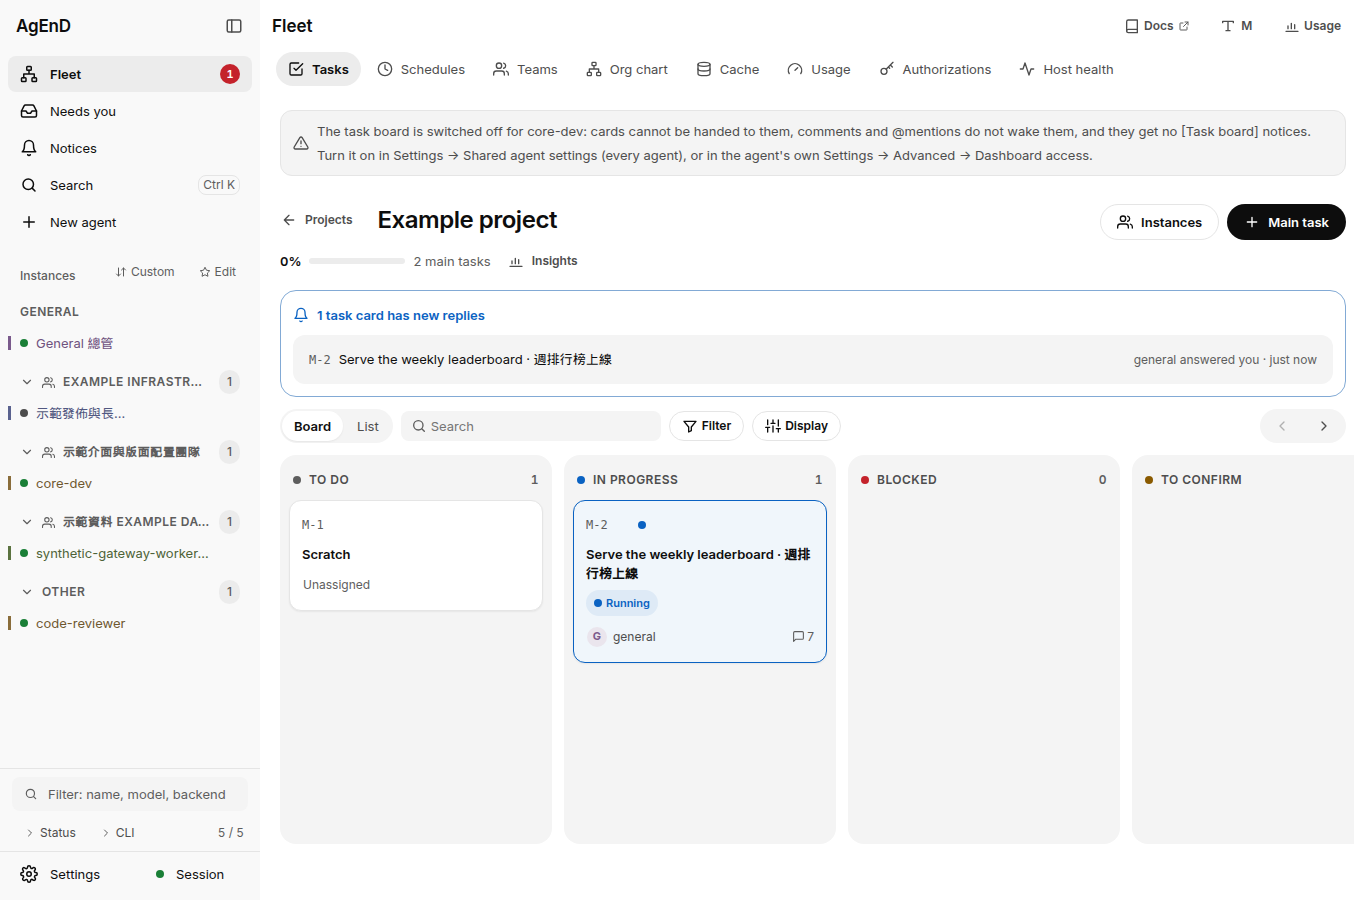 AgEnD
Fleet 1
Needs you
Notices
Search Ctrl K
New agent
Instances Custom Edit
GENERAL
General 總管
EXAMPLE INFRASTR... 1
示範發佈與長...
示範介面與版面配置團隊 1
core-dev
示範資料 EXAMPLE DA... 1
synthetic-gateway-worker...
OTHER 1
code-reviewer
Filter: name, model, backend
Status CLI 5 / 5
Settings Session
Fleet
Docs M Usage
Tasks Schedules Teams Org chart Cache Usage Authorizations Host health
The task board is switched off for core-dev: cards cannot be handed to them, comments and @mentions do not wake them, and they get no [Task board] notices.
Turn it on in Settings → Shared agent settings (every agent), or in the agent's own Settings → Advanced → Dashboard access.
Projects Example project
Instances Main task
0% 2 main tasks Insights
1 task card has new replies
M-2 Serve the weekly leaderboard · 週排行榜上線 general answered you · just now
Board List Search Filter Display
TO DO 1
M-1
Scratch
Unassigned
IN PROGRESS 1
M-2
Serve the weekly leaderboard · 週排
行榜上線
Running
G general 7
BLOCKED 0
TO CONFIRM